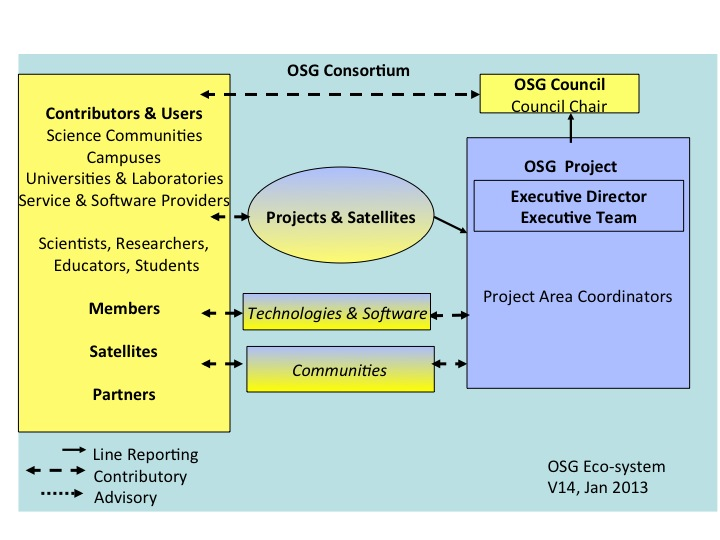 OSG Consortium
Contributors & Users
Science Communities
Campuses
Universities & Laboratories
Service & Software Providers
Scientists, Researchers,
Educators, Students
Members
Satellites
Partners
OSG Council
Council Chair
OSG Project
Executive Director
Executive Team
Project Area Coordinators
Projects & Satellites
Technologies & Software
Communities
Line Reporting
Contributory
Advisory
OSG Eco-system
V14, Jan 2013